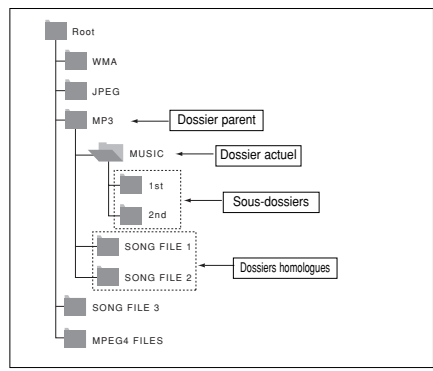 Root
WMA
JPEG
MP3
Dossier parent
MUSIC
Dossier actuel
1st
2nd
Sous-dossiers
SONG FILE 1
SONG FILE 2
Dossiers homologues
SONG FILE 3
MPEG4 FILES